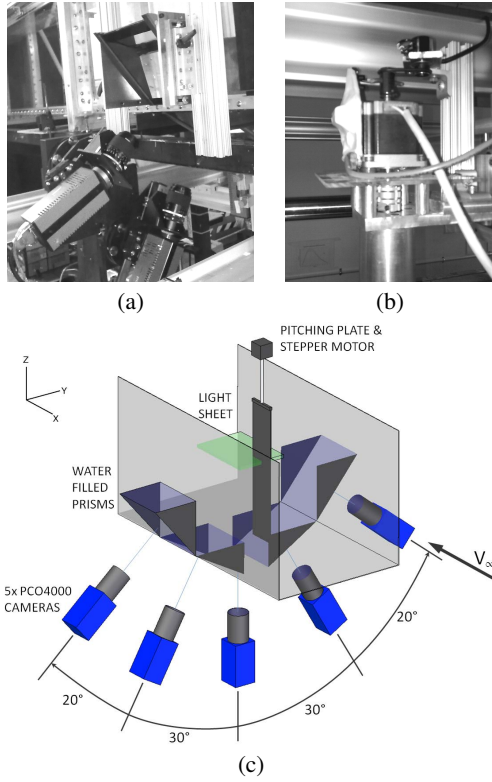 (a)
(b)
PITCHING PLATE &
STEPPER MOTOR
Z
Y
X
LIGHT
SHEET
WATER
FILLED
PRISMS
V∞
5x PCO4000
CAMERAS
20°
20°
30°
30°
(c)